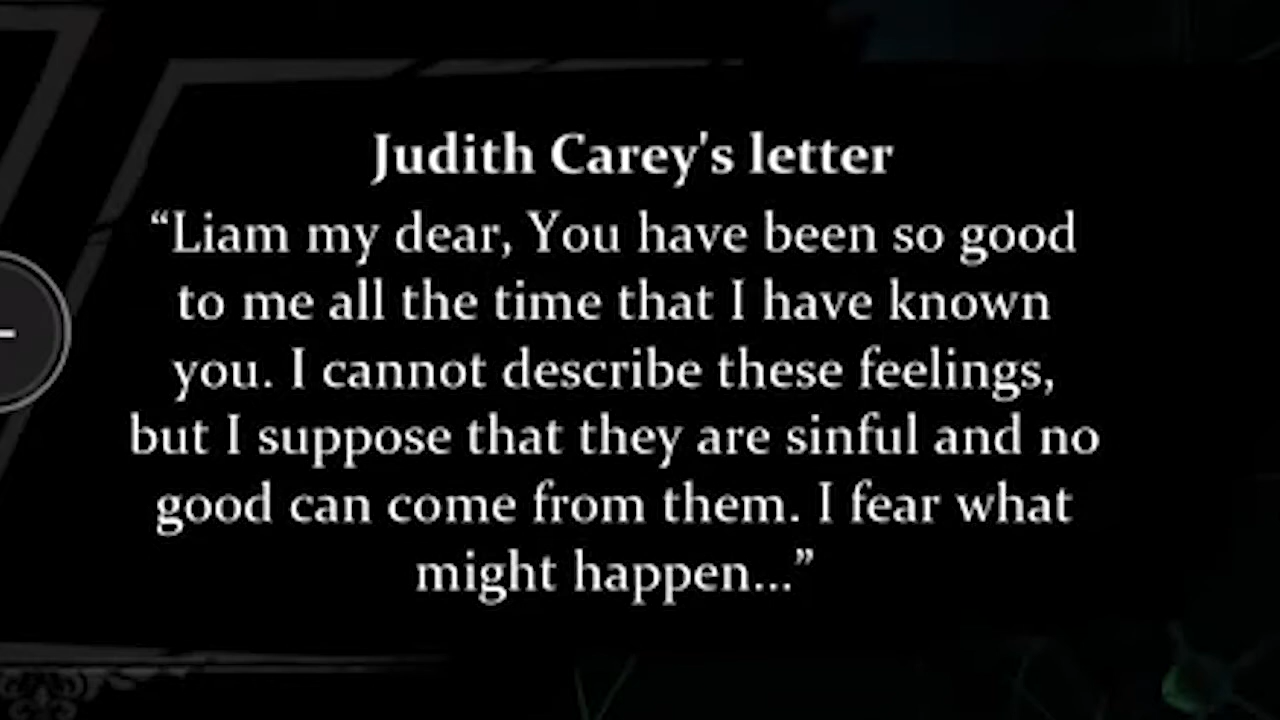 Judith Carey's letter
“Liam my dear, You have been so good
to me all the time that I have known
you. I cannot describe these feelings,
but I suppose that they are sinful and no
good can come from them. I fear what
might happen...”